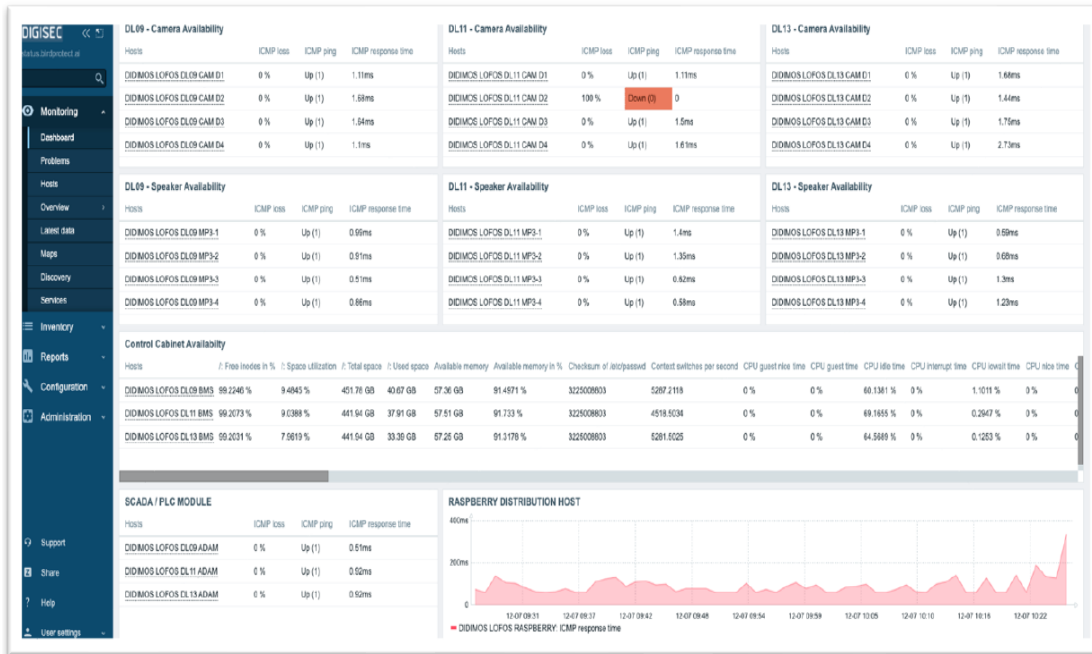 DIGISEC
status.birdprotect.ai
Monitoring
Dashboard
Problems
Hosts
Overview
Latest data
Maps
Discovery
Services
Inventory
Reports
Configuration
Administration
Support
Share
Help
User settings
DL09 - Camera Availability
Hosts ICMP loss ICMP ping ICMP response time
DIDIMOS LOFOS DL09 CAM D1 0 % Up (1) 1.11ms
DIDIMOS LOFOS DL09 CAM D2 0 % Up (1) 1.58ms
DIDIMOS LOFOS DL09 CAM D3 0 % Up (1) 1.54ms
DIDIMOS LOFOS DL09 CAM D4 0 % Up (1) 1.1ms
DL11 - Camera Availability
Hosts ICMP loss ICMP ping ICMP response time
DIDIMOS LOFOS DL11 CAM D1 0 % Up (1) 1.11ms
DIDIMOS LOFOS DL11 CAM D2 100 % Down (0) 0
DIDIMOS LOFOS DL11 CAM D3 0 % Up (1) 1.5ms
DIDIMOS LOFOS DL11 CAM D4 0 % Up (1) 1.61ms
DL13 - Camera Availability
Hosts ICMP loss ICMP ping ICMP response time
DIDIMOS LOFOS DL13 CAM D1 0 % Up (1) 1.68ms
DIDIMOS LOFOS DL13 CAM D2 0 % Up (1) 1.44ms
DIDIMOS LOFOS DL13 CAM D3 0 % Up (1) 1.75ms
DIDIMOS LOFOS DL13 CAM D4 0 % Up (1) 2.73ms
DL09 - Speaker Availability
Hosts ICMP loss ICMP ping ICMP response time
DIDIMOS LOFOS DL09 MP3-1 0 % Up (1) 0.99ms
DIDIMOS LOFOS DL09 MP3-2 0 % Up (1) 0.91ms
DIDIMOS LOFOS DL09 MP3-3 0 % Up (1) 0.51ms
DIDIMOS LOFOS DL09 MP3-4 0 % Up (1) 0.86ms
DL11 - Speaker Availability
Hosts ICMP loss ICMP ping ICMP response time
DIDIMOS LOFOS DL11 MP3-1 0 % Up (1) 1.4ms
DIDIMOS LOFOS DL11 MP3-2 0 % Up (1) 1.35ms
DIDIMOS LOFOS DL11 MP3-3 0 % Up (1) 0.62ms
DIDIMOS LOFOS DL11 MP3-4 0 % Up (1) 0.58ms
DL13 - Speaker Availability
Hosts ICMP loss ICMP ping ICMP response time
DIDIMOS LOFOS DL13 MP3-1 0 % Up (1) 0.59ms
DIDIMOS LOFOS DL13 MP3-2 0 % Up (1) 0.68ms
DIDIMOS LOFOS DL13 MP3-3 0 % Up (1) 1.3ms
DIDIMOS LOFOS DL13 MP3-4 0 % Up (1) 1.23ms
Control Cabinet Availability
Hosts /: Free inodes in % /: Space utilization /: Total space /: Used space Available memory Available memory in % Checksum of /etc/passwd Context switches per second CPU guest nice time CPU guest time CPU idle time CPU interrupt time CPU iowait time CPU nice time
DIDIMOS LOFOS DL09 BMS 99.2246 % 9.4845 % 451.78 GB 40.67 GB 57.36 GB 91.4971 % 3225008803 5287.2115 0 % 0 % 60.1381 % 0 % 1.1011 % 0 %
DIDIMOS LOFOS DL11 BMS 99.2073 % 9.0388 % 441.94 GB 37.91 GB 57.51 GB 91.733 % 3225008803 4518.5034 0 % 0 % 69.1655 % 0 % 0.2947 % 0 %
DIDIMOS LOFOS DL13 BMS 99.2031 % 7.9619 % 441.94 GB 33.39 GB 57.25 GB 91.3178 % 3225008803 5281.5025 0 % 0 % 64.5689 % 0 % 0.1253 % 0 %
SCADA / PLC MODULE
Hosts ICMP loss ICMP ping ICMP response time
DIDIMOS LOFOS DL09 ADAM 0 % Up (1) 0.51ms
DIDIMOS LOFOS DL11 ADAM 0 % Up (1) 0.92ms
DIDIMOS LOFOS DL13 ADAM 0 % Up (1) 0.92ms
RASPBERRY DISTRIBUTION HOST
400ms
200ms
0
12-07 09:31 12-07 09:37 12-07 09:42 12-07 09:48 12-07 09:54 12-07 09:59 12-07 10:05 12-07 10:10 12-07 10:16 12-07 10:22
DIDIMOS LOFOS RASPBERRY: ICMP response time